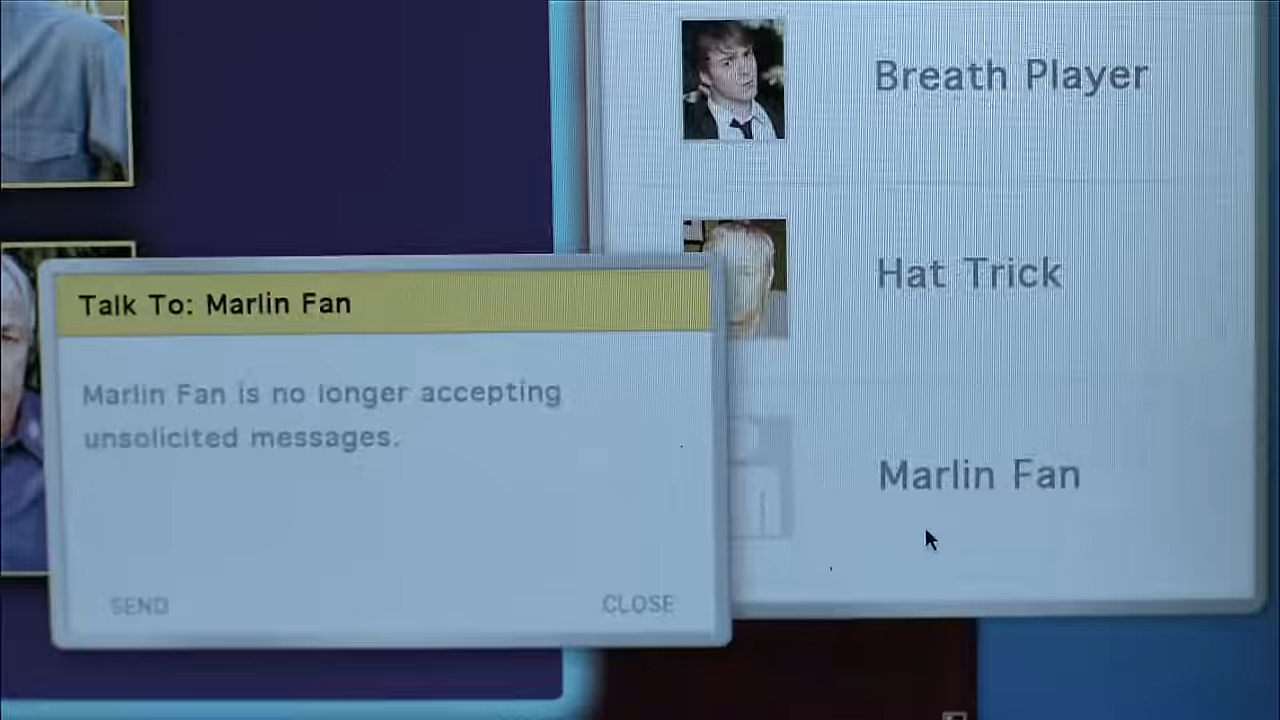 Breath Player
Hat Trick
Talk To: Marlin Fan
Marlin Fan is no longer accepting
unsolicited messages.
Marlin Fan
SEND
CLOSE